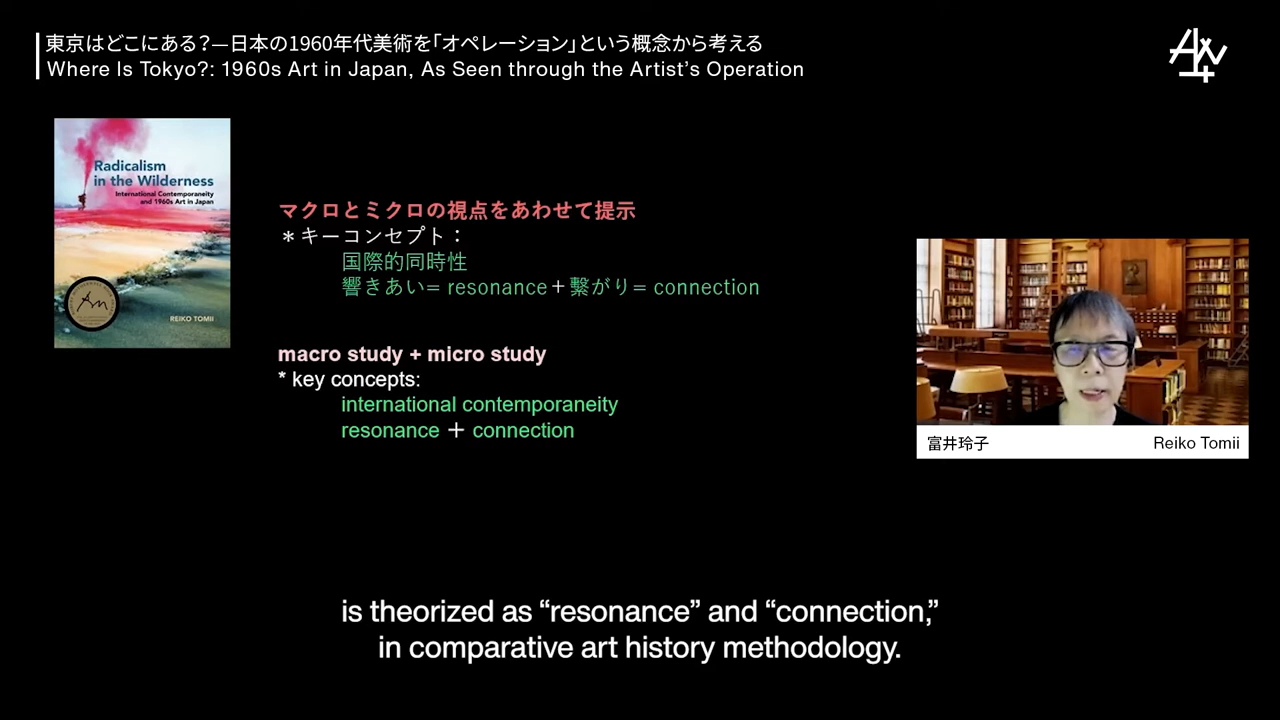 東京はどこにある?—日本の1960年代美術を「オペレーション」という概念から考える
Where Is Tokyo?: 1960s Art in Japan, As Seen through the Artist's Operation
Radicalism
in the Wilderness
International Contemporaneity
and 1960s Art in Japan
REIKO TOMII
マクロとミクロの視点をあわせて提示
＊キーコンセプト：
国際的同時性
響きあい= resonance＋繫がり= connection
macro study + micro study
* key concepts:
international contemporaneity
resonance ＋ connection
富井玲子 Reiko Tomii
is theorized as “resonance” and “connection,”
in comparative art history methodology.